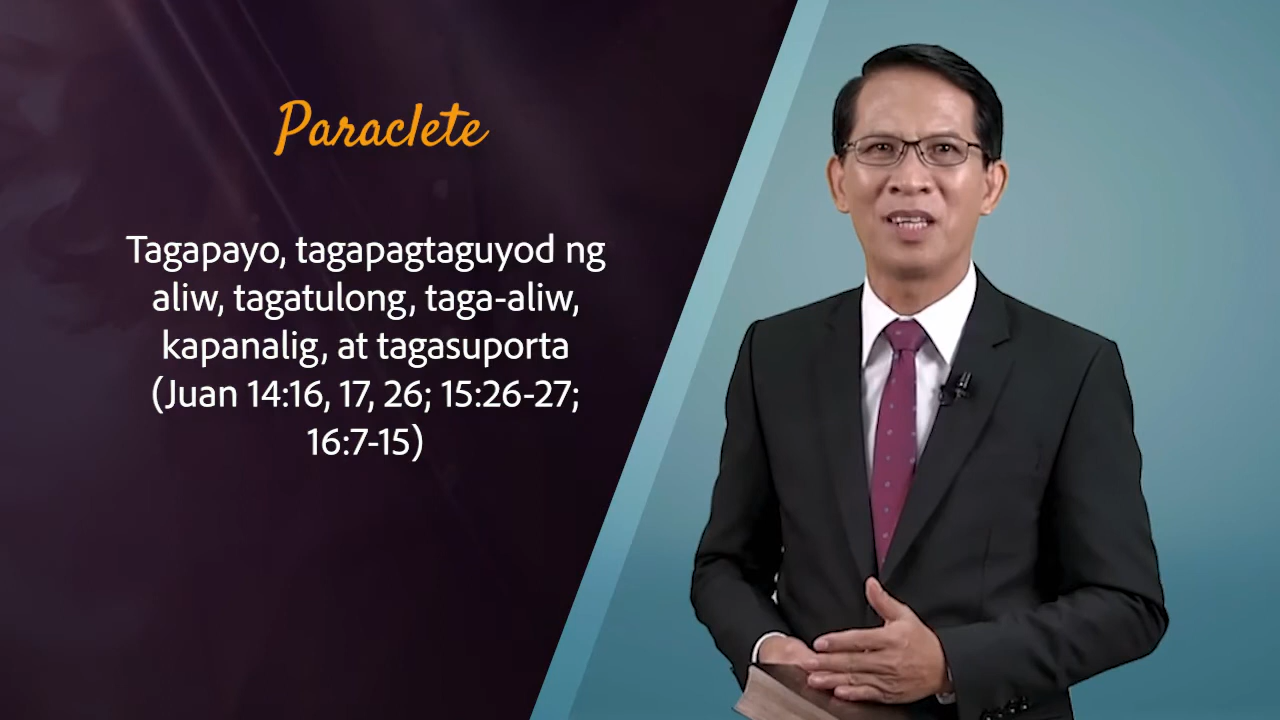 Paraclete
Tagapayo, tagapagtaguyod ng
aliw, tagatulong, taga-aliw,
kapanalig, at tagasuporta
(Juan 14:16, 17, 26; 15:26-27;
16:7-15)